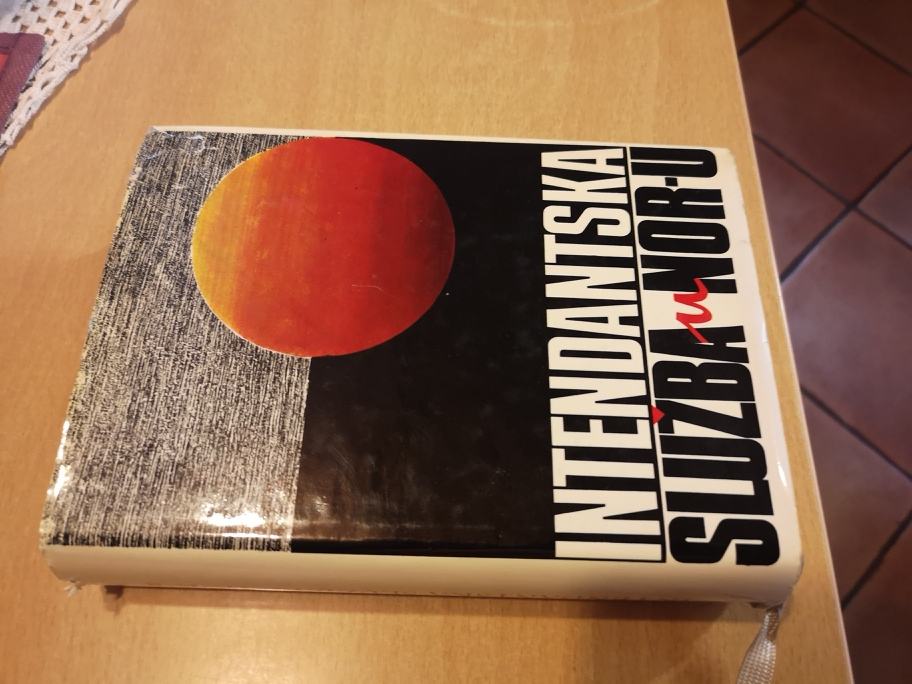 INTENDANTSKA
SLUŽBA u NOR-U